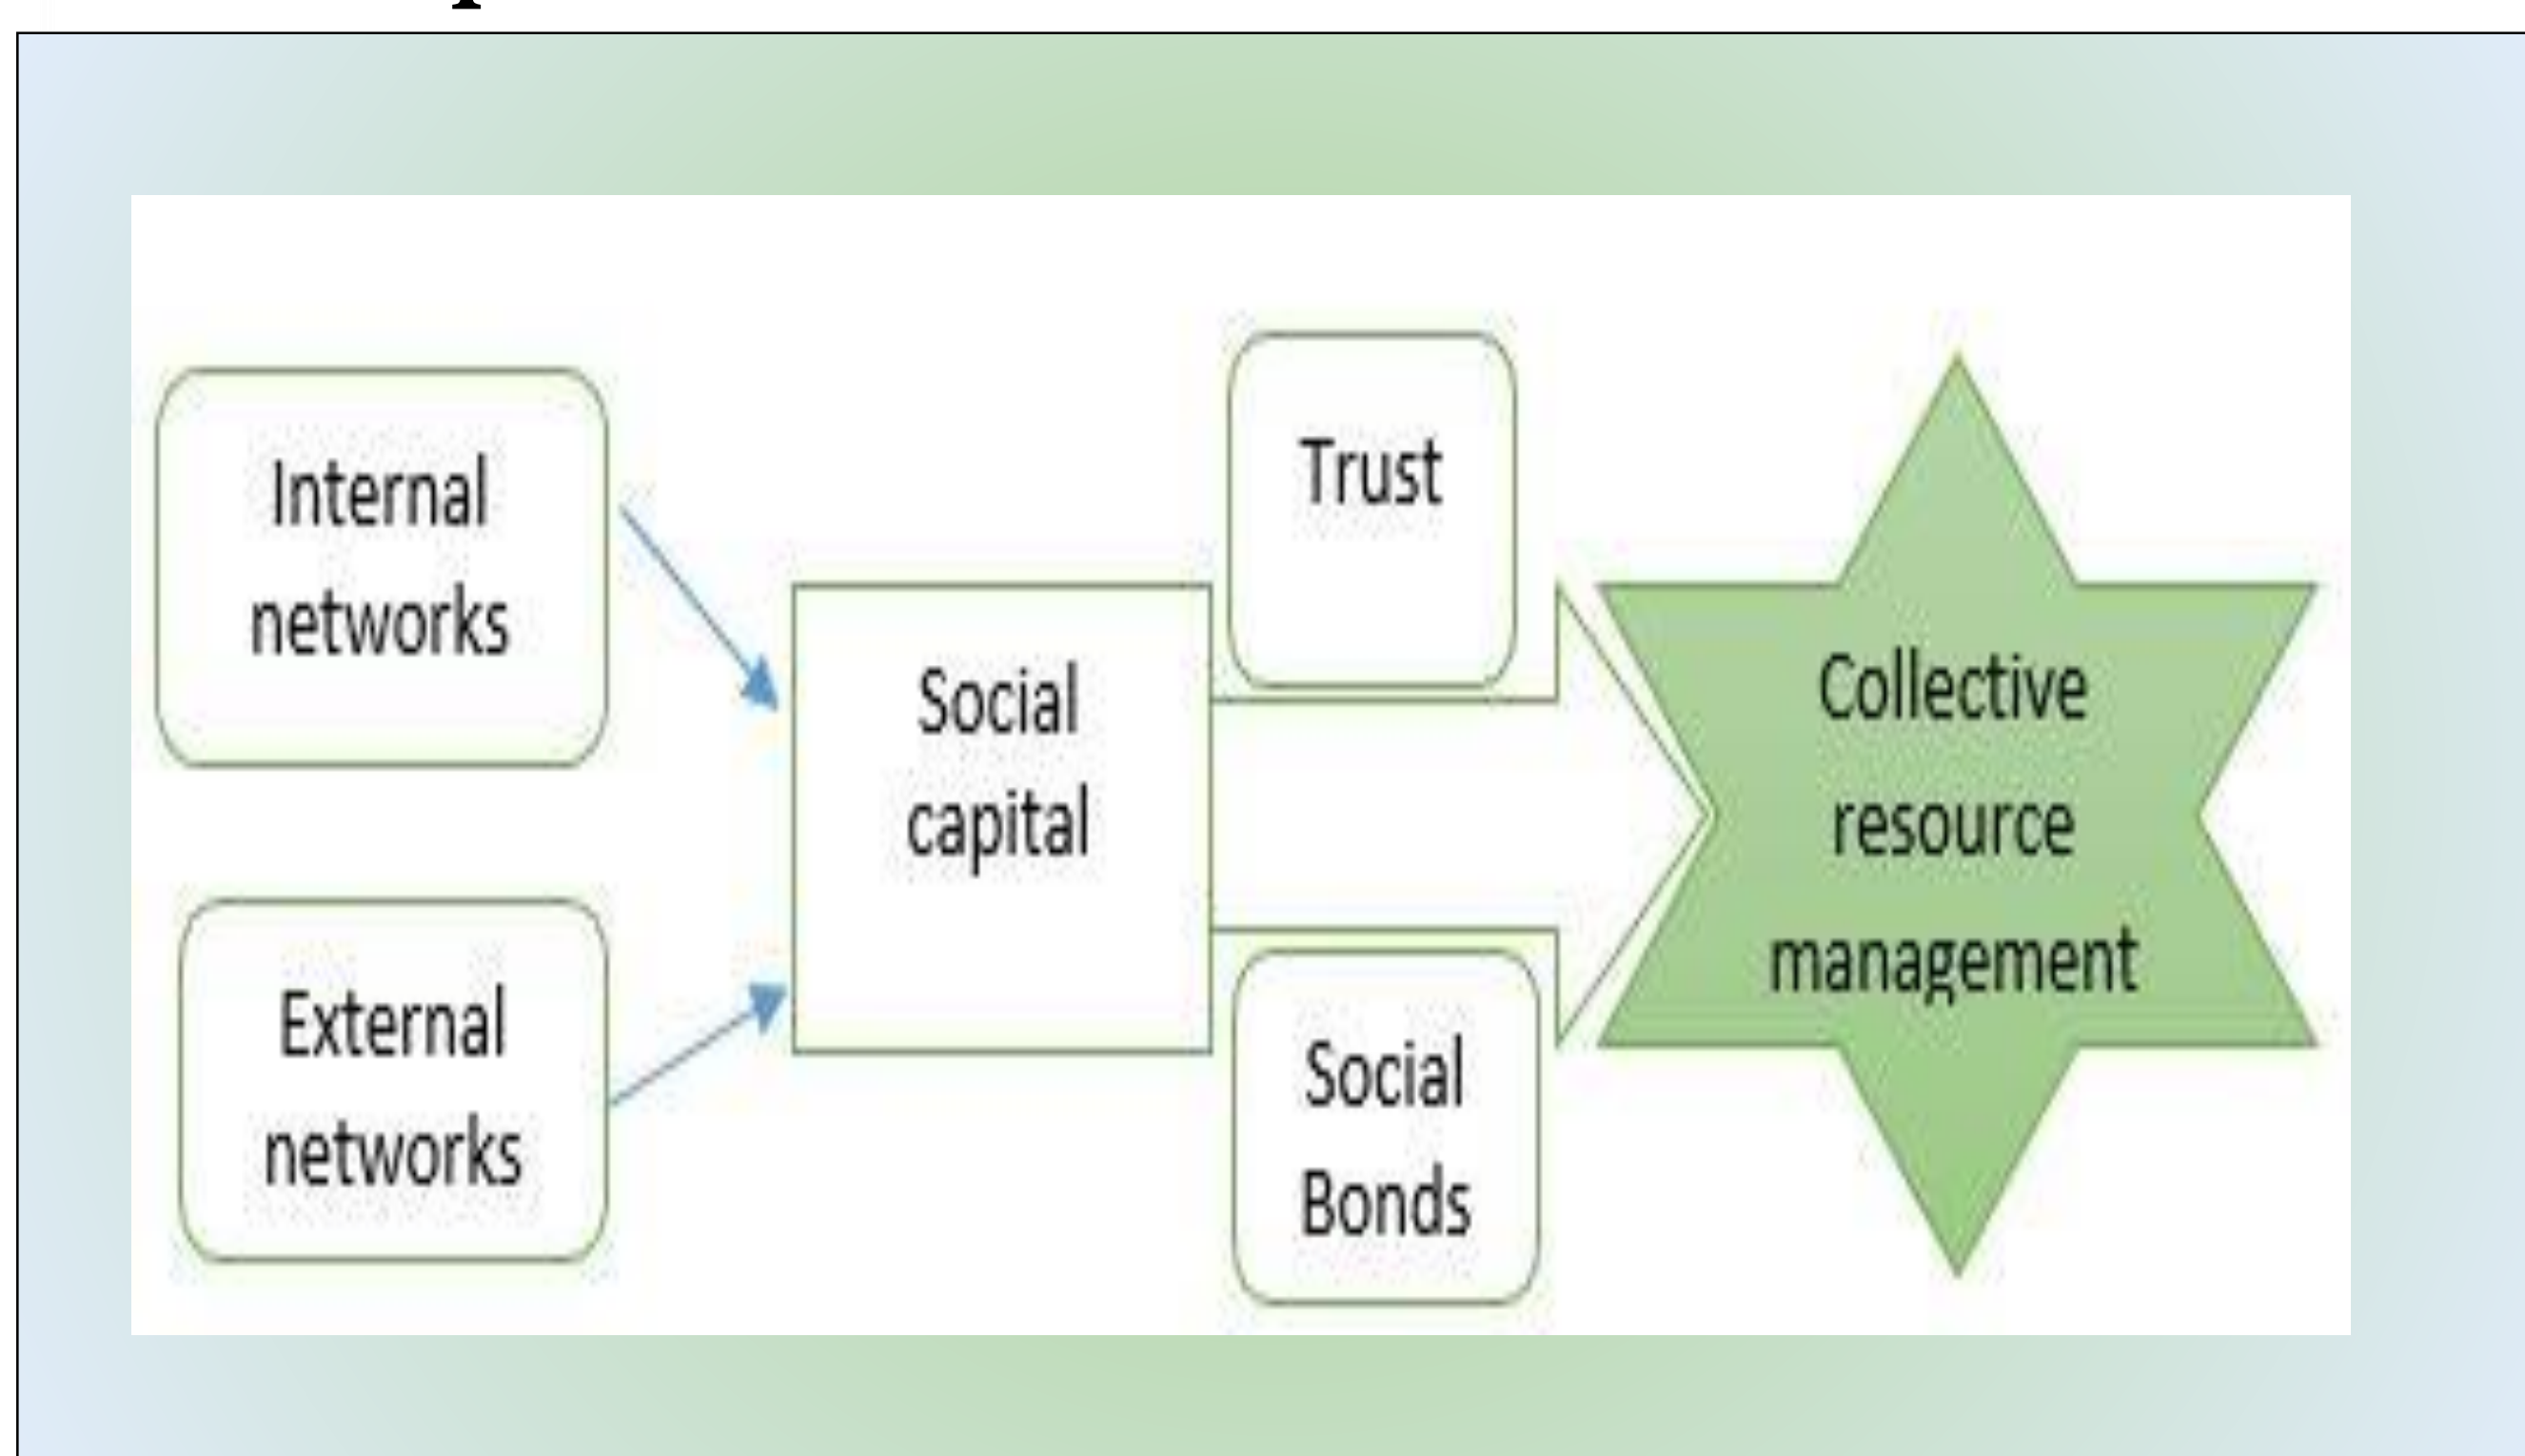 Internal
networks
External
networks
Social
capital
Trust
Social
Bonds
Collective
resource
management